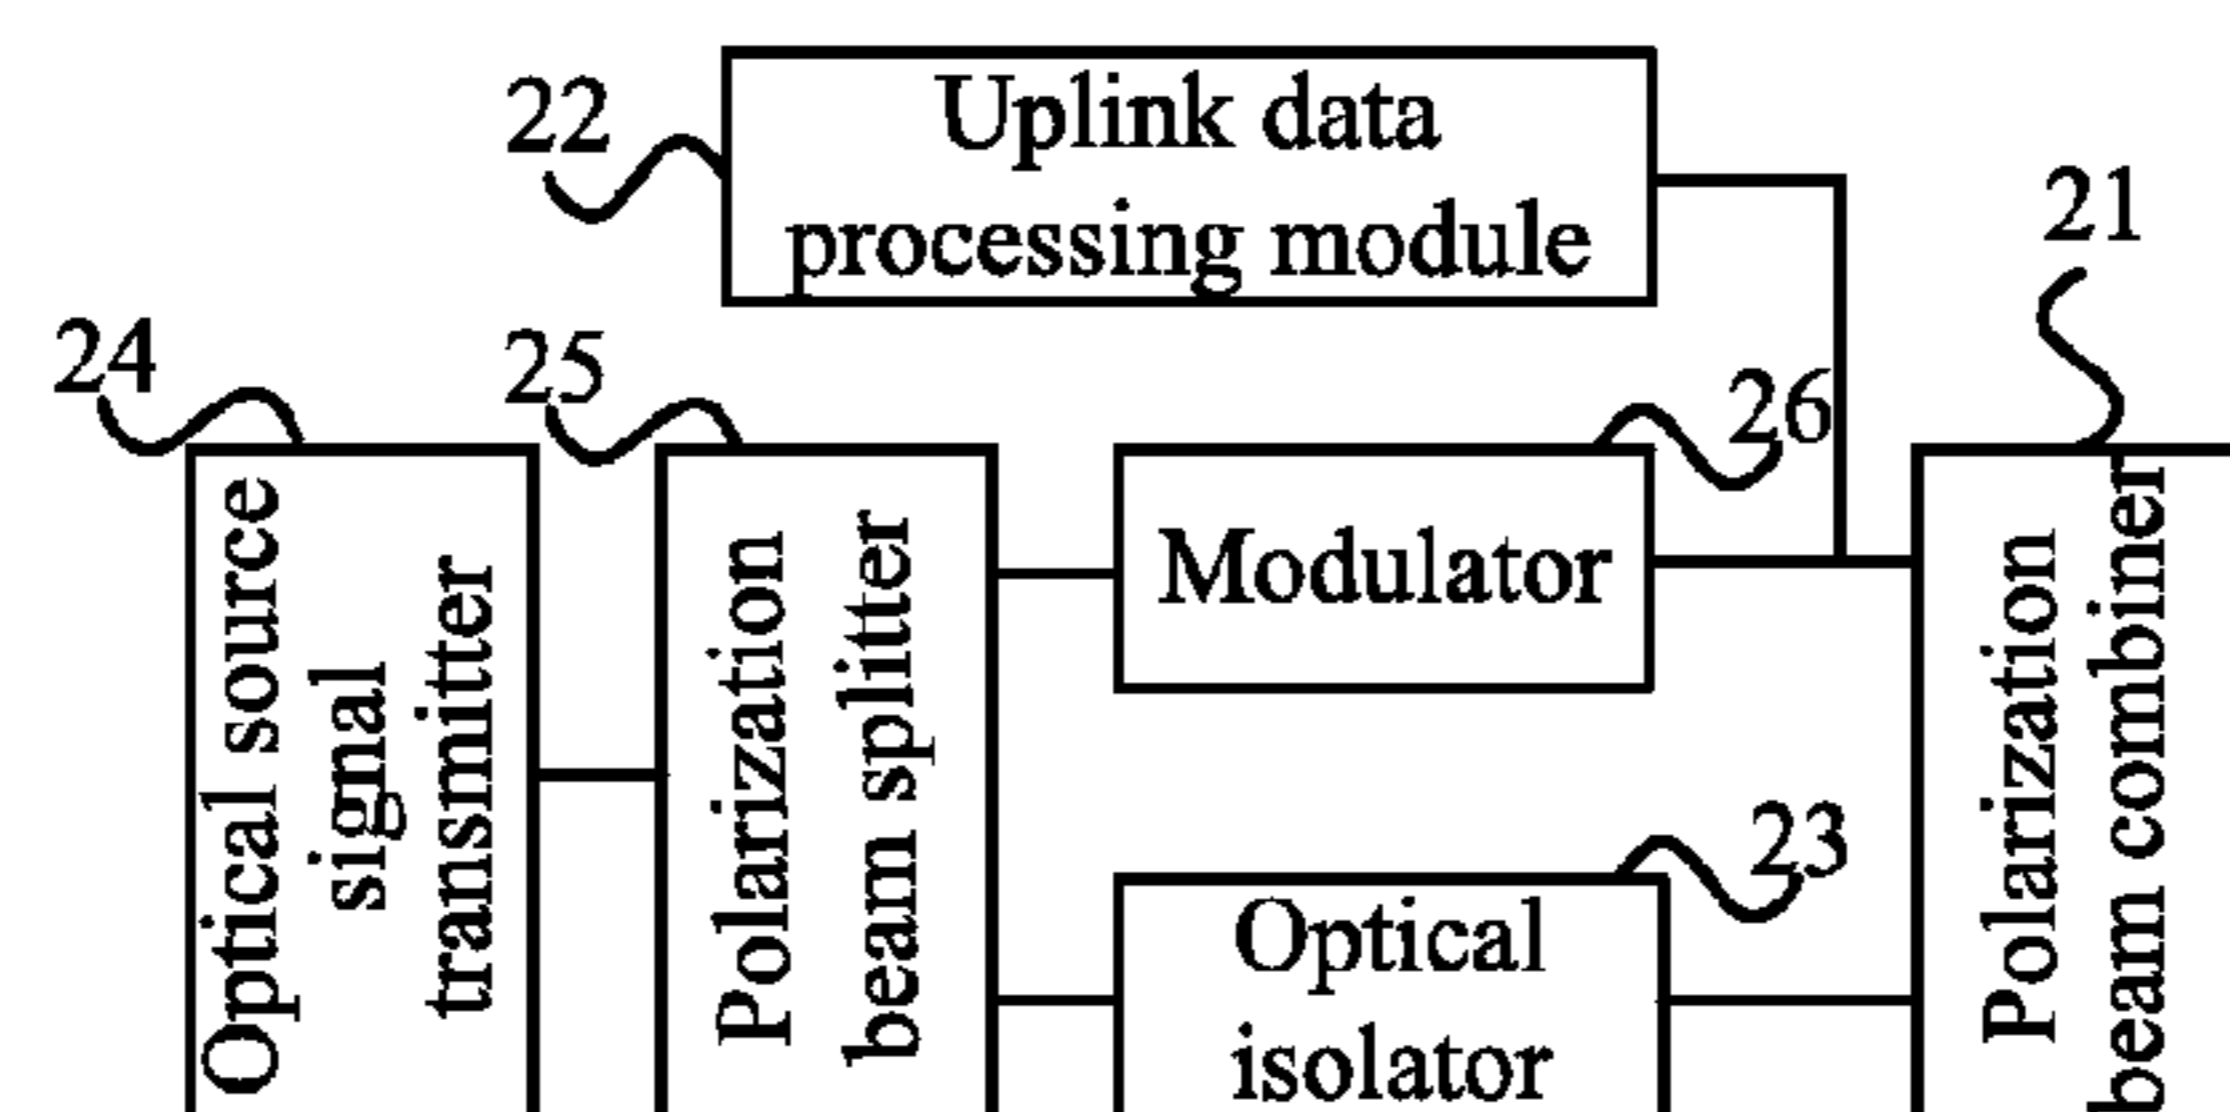 22
Uplink data
processing module
21
24
25
26
Optical source
signal
transmitter
Polarization
beam splitter
Modulator
Polarization
beam combiner
23
Optical
isolator